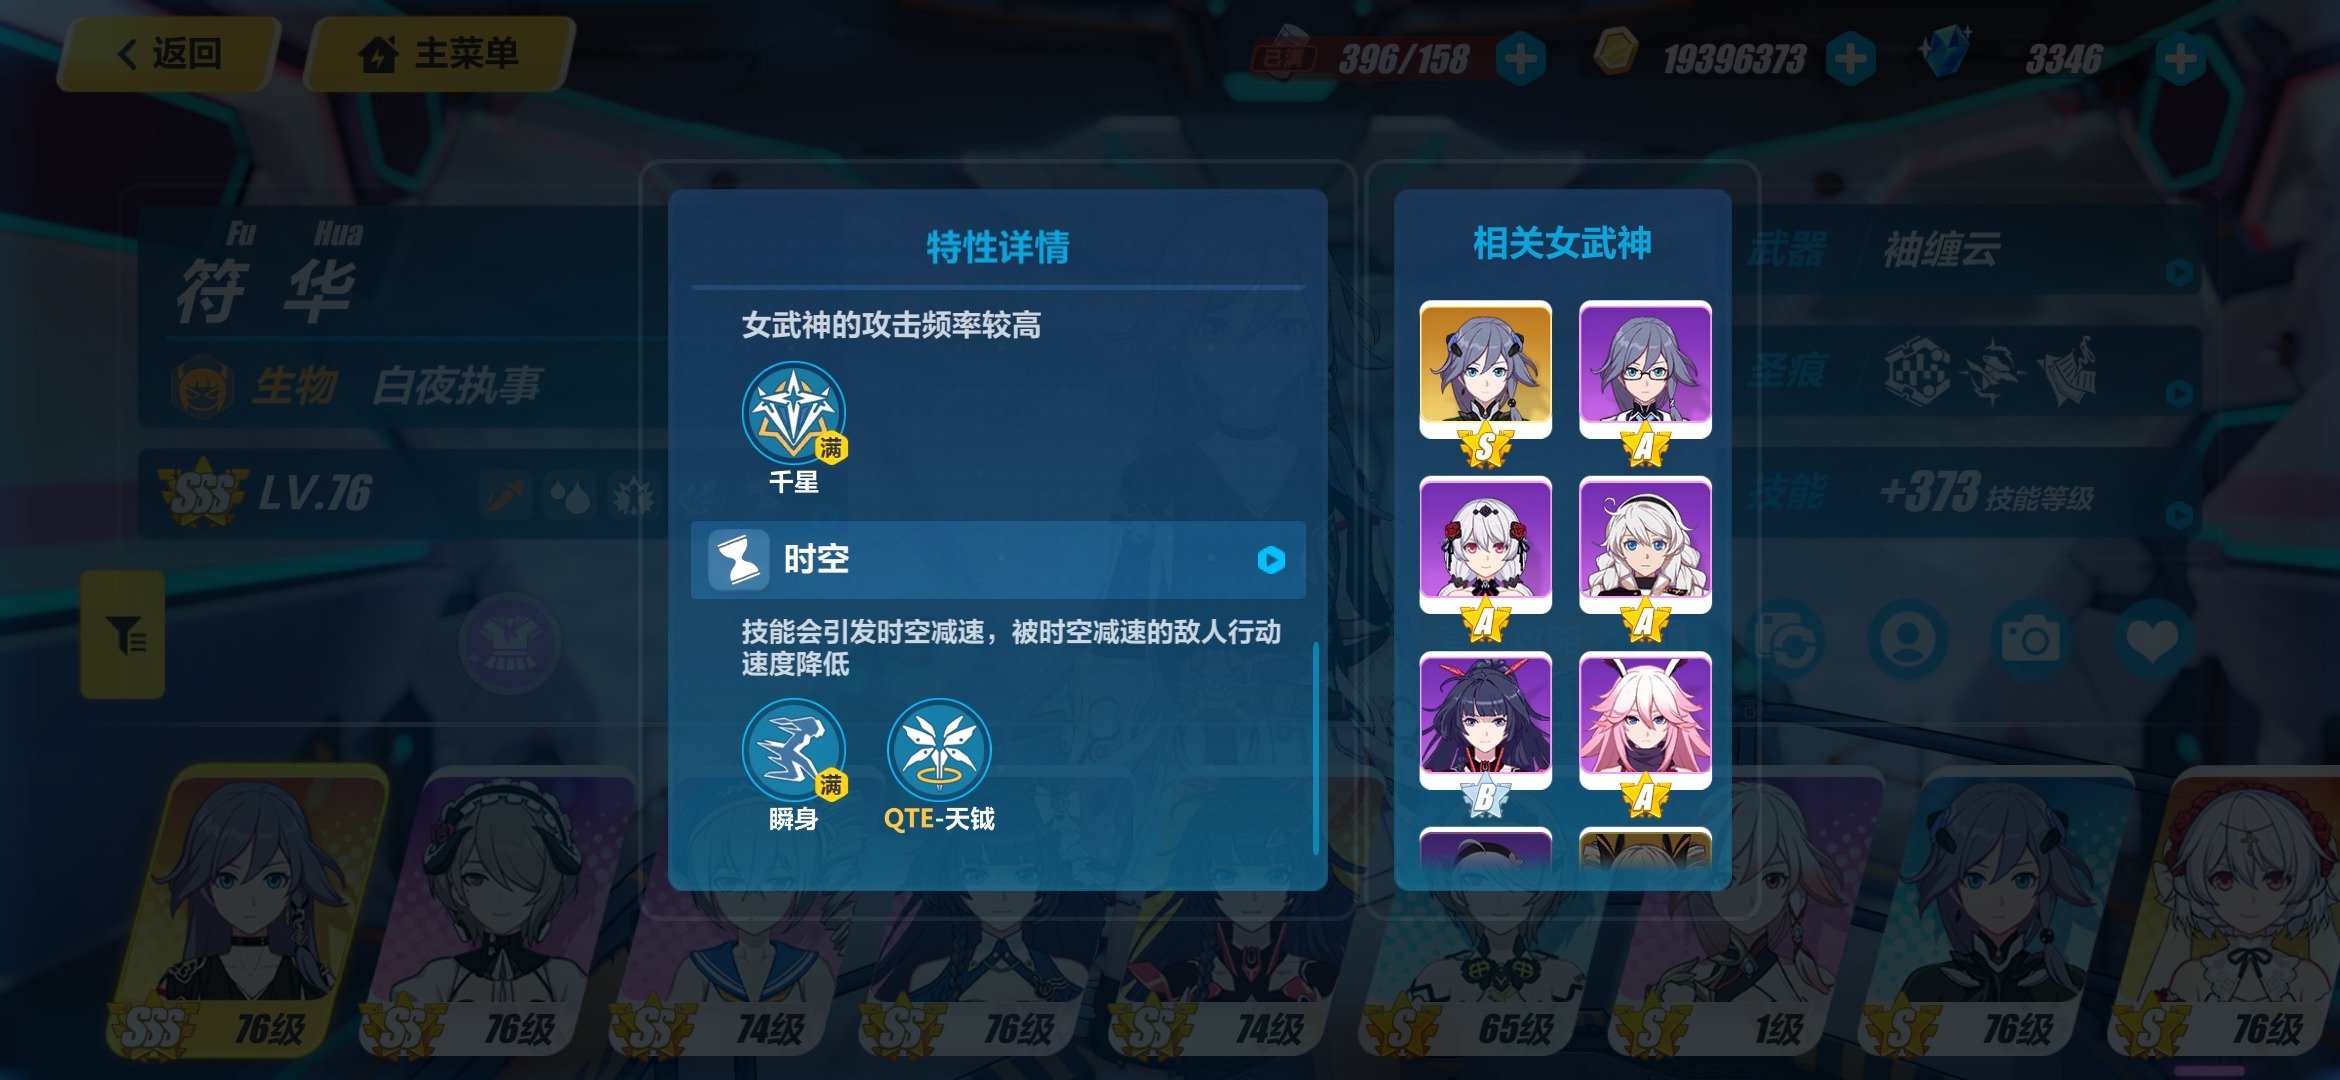 返回
主菜单
已满
396/158
19396373
3346
Fu Hua
符 华
生物 白夜执事
SSS LV.76
特性详情
女武神的攻击频率较高
满
千星
时空
技能会引发时空减速，被时空减速的敌人行动
速度降低
满
瞬身
QTE-天钺
相关女武神
S
A
A
A
B
A
武器 袖缠云
圣痕
技能 +373 技能等级
SSS 76级
SS 76级
SS 74级
SS 76级
SS 74级
S 65级
S 1级
S 76级
S 76级